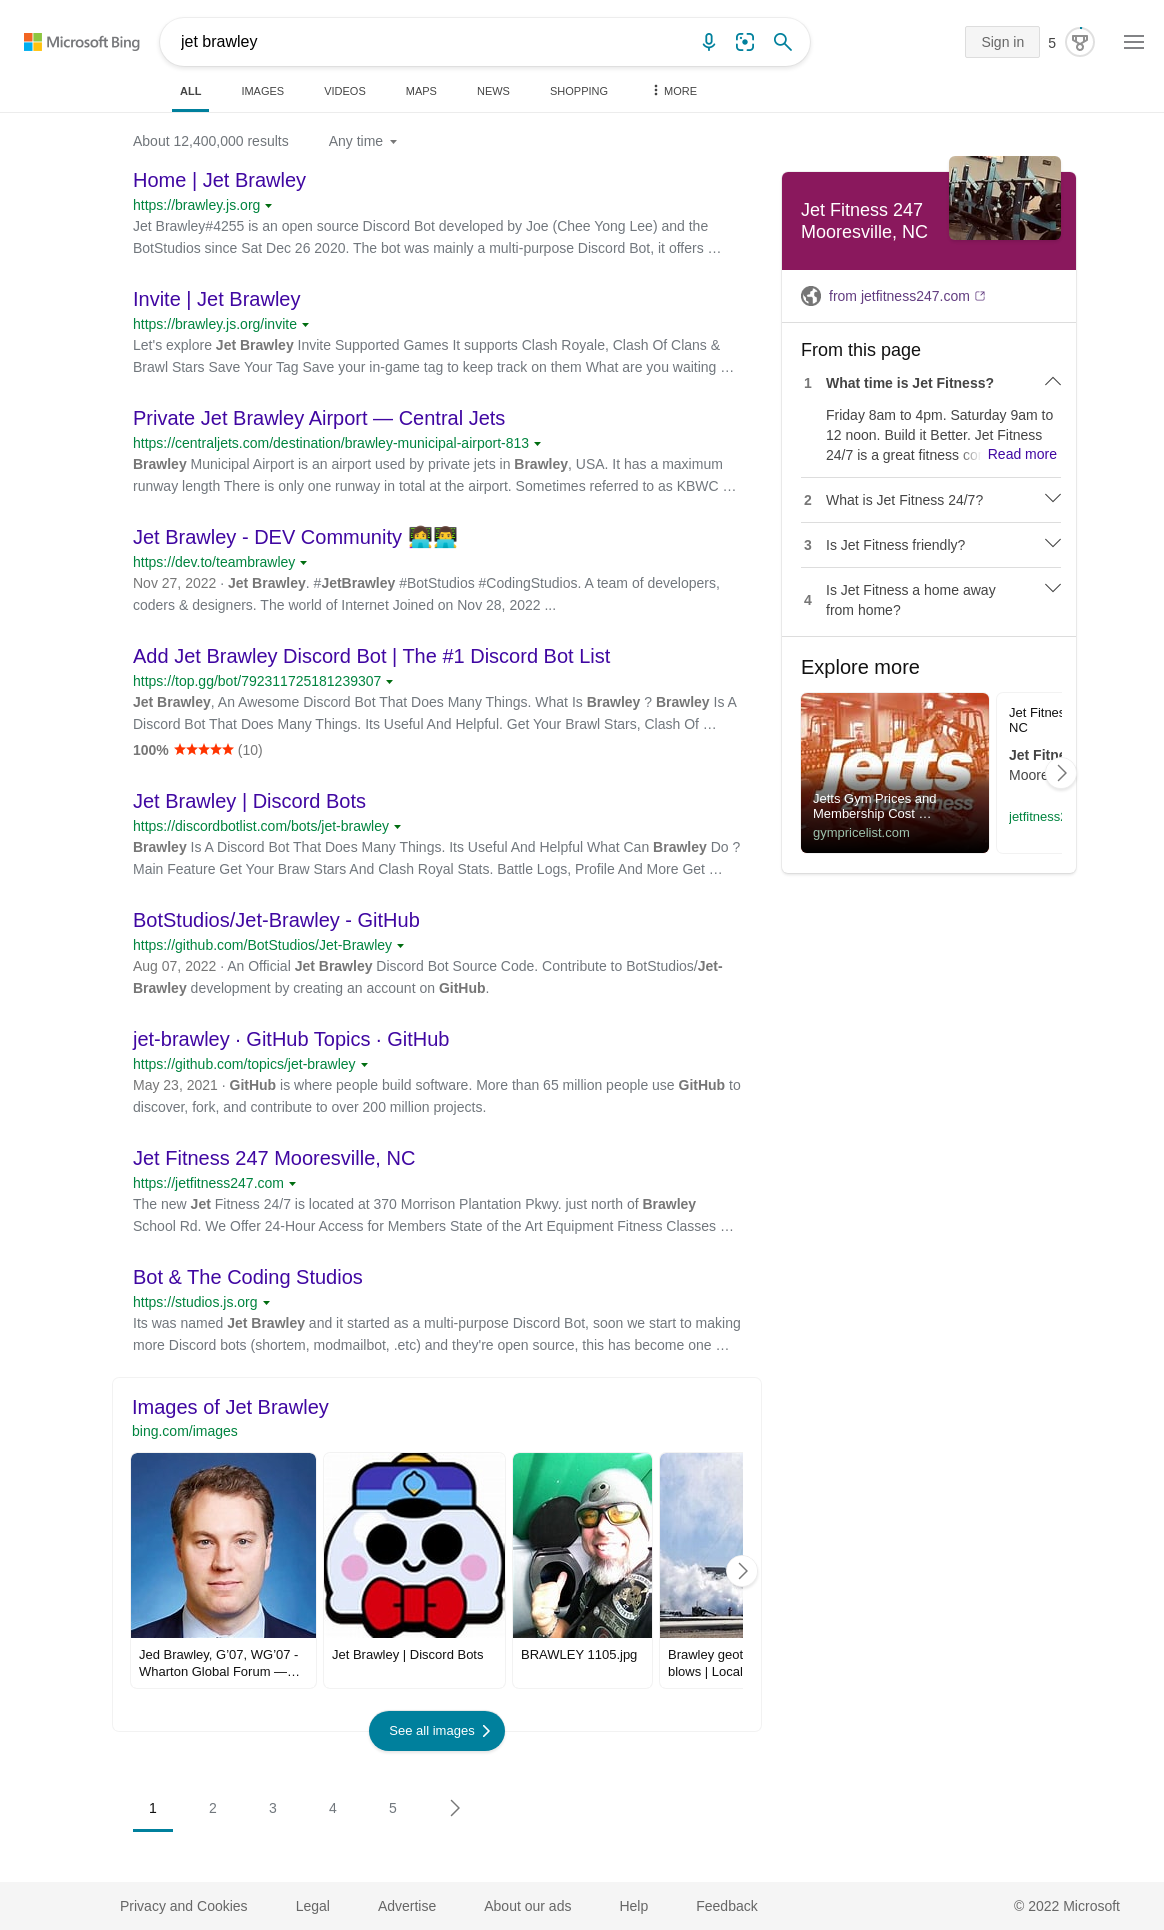 Microsoft Bing
jet brawley
Sign in
5
ALL
IMAGES
VIDEOS
MAPS
NEWS
SHOPPING
MORE
About 12,400,000 results
Any time
Home | Jet Brawley
https://brawley.js.org
Jet Brawley#4255 is an open source Discord Bot developed by Joe (Chee Yong Lee) and the
BotStudios since Sat Dec 26 2020. The bot was mainly a multi-purpose Discord Bot, it offers …
Invite | Jet Brawley
https://brawley.js.org/invite
Let's explore Jet Brawley Invite Supported Games It supports Clash Royale, Clash Of Clans &
Brawl Stars Save Your Tag Save your in-game tag to keep track on them What are you waiting …
Private Jet Brawley Airport — Central Jets
https://centraljets.com/destination/brawley-municipal-airport-813
Brawley Municipal Airport is an airport used by private jets in Brawley, USA. It has a maximum
runway length There is only one runway in total at the airport. Sometimes referred to as KBWC …
Jet Brawley - DEV Community 👩‍💻👨‍💻
https://dev.to/teambrawley
Nov 27, 2022 · Jet Brawley. #JetBrawley #BotStudios #CodingStudios. A team of developers,
coders & designers. The world of Internet Joined on Nov 28, 2022 ...
Add Jet Brawley Discord Bot | The #1 Discord Bot List
https://top.gg/bot/792311725181239307
Jet Brawley, An Awesome Discord Bot That Does Many Things. What Is Brawley ? Brawley Is A
Discord Bot That Does Many Things. Its Useful And Helpful. Get Your Brawl Stars, Clash Of …
100% ★★★★★ (10)
Jet Brawley | Discord Bots
https://discordbotlist.com/bots/jet-brawley
Brawley Is A Discord Bot That Does Many Things. Its Useful And Helpful What Can Brawley Do ?
Main Feature Get Your Braw Stars And Clash Royal Stats. Battle Logs, Profile And More Get …
BotStudios/Jet-Brawley - GitHub
https://github.com/BotStudios/Jet-Brawley
Aug 07, 2022 · An Official Jet Brawley Discord Bot Source Code. Contribute to BotStudios/Jet-
Brawley development by creating an account on GitHub.
jet-brawley · GitHub Topics · GitHub
https://github.com/topics/jet-brawley
May 23, 2021 · GitHub is where people build software. More than 65 million people use GitHub to
discover, fork, and contribute to over 200 million projects.
Jet Fitness 247 Mooresville, NC
https://jetfitness247.com
The new Jet Fitness 24/7 is located at 370 Morrison Plantation Pkwy. just north of Brawley
School Rd. We Offer 24-Hour Access for Members State of the Art Equipment Fitness Classes …
Bot & The Coding Studios
https://studios.js.org
Its was named Jet Brawley and it started as a multi-purpose Discord Bot, soon we start to making
more Discord bots (shortem, modmailbot, .etc) and they're open source, this has become one …
Images of Jet Brawley
bing.com/images
Jed Brawley, G'07, WG'07 -
Wharton Global Forum —…
Jet Brawley | Discord Bots
BRAWLEY 1105.jpg
Brawley geot
blows | Local
See all images
1
2
3
4
5
Jet Fitness 247
Mooresville, NC
from jetfitness247.com
From this page
1 What time is Jet Fitness?
Friday 8am to 4pm. Saturday 9am to
12 noon. Build it Better. Jet Fitness
24/7 is a great fitness co Read more
2 What is Jet Fitness 24/7?
3 Is Jet Fitness friendly?
4 Is Jet Fitness a home away
from home?
Explore more
jetts
24 hour fitness
Jetts Gym Prices and
Membership Cost …
gympricelist.com
Jet Fitnes
NC
Jet Fitne
Moore
jetfitness2
Privacy and Cookies
Legal
Advertise
About our ads
Help
Feedback
© 2022 Microsoft